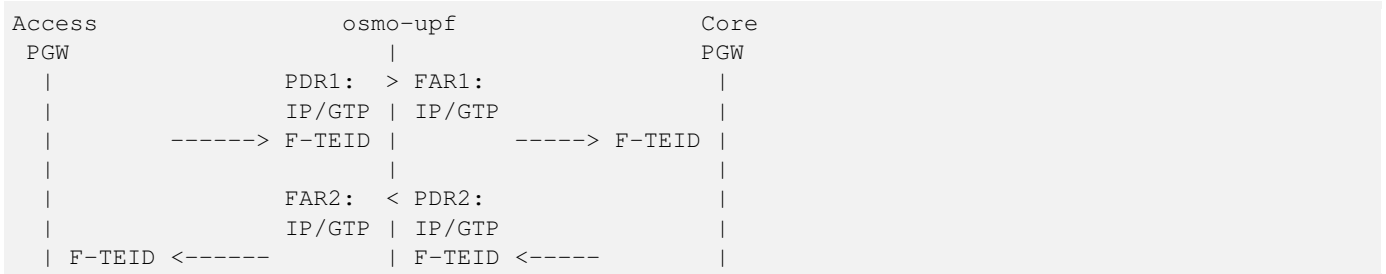 Access                  osmo-upf                  Core
 PGW                        |                      PGW
  |                PDR1:  > FAR1:                   |
  |                IP/GTP | IP/GTP                  |
  |        ------> F-TEID |        -----> F-TEID |
  |                       |                         |
  |                FAR2:  < PDR2:                   |
  |                IP/GTP | IP/GTP                  |
  | F-TEID <------        | F-TEID <-----           |